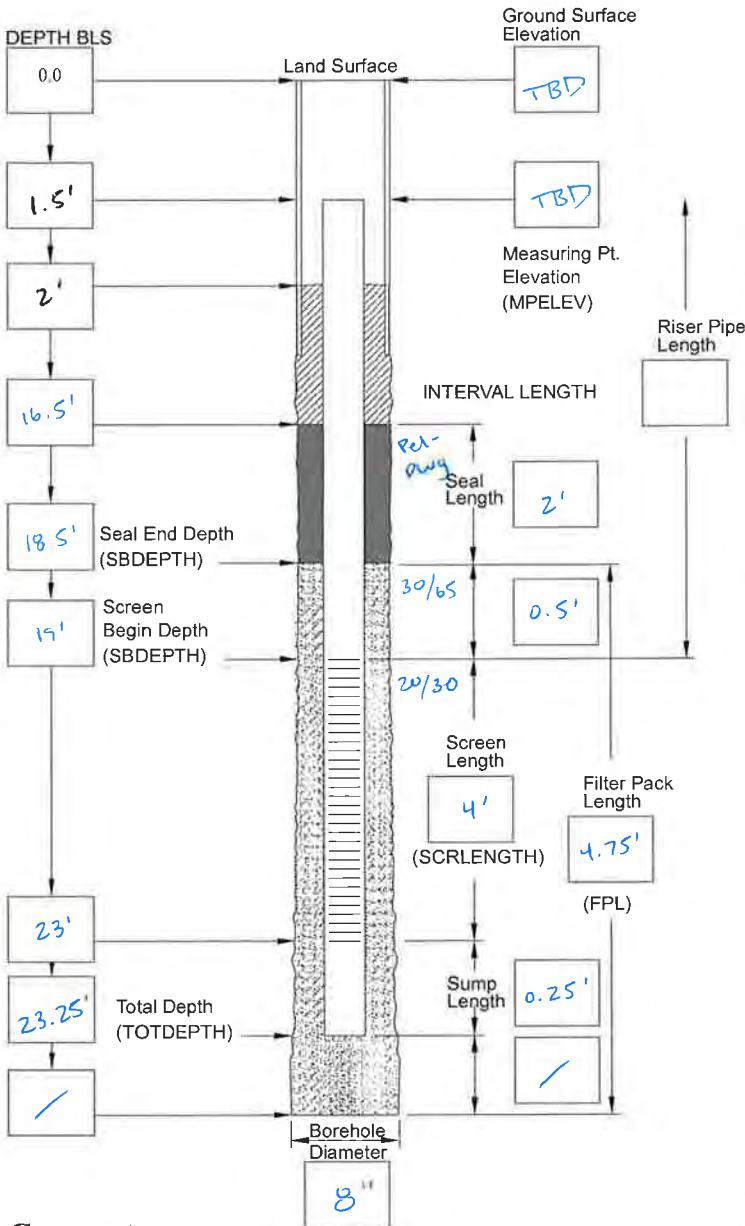 DEPTH BLS
0.0
Land Surface
Ground Surface
Elevation
TBD
1.5'
TBD
Measuring Pt.
Elevation
(MPELEV)
2'
Riser Pipe
Length
16.5'
INTERVAL LENGTH
Pel-
plug
Seal
Length
2'
18.5'
Seal End Depth
(SBDEPTH)
30/65
0.5'
19'
Screen
Begin Depth
(SBDEPTH)
20/30
Screen
Length
4'
(SCRLENGTH)
Filter Pack
Length
4.75'
(FPL)
23'
Sump
Length
0.25'
23.25'
Total Depth
(TOTDEPTH)
/
/
Borehole
Diameter
8"